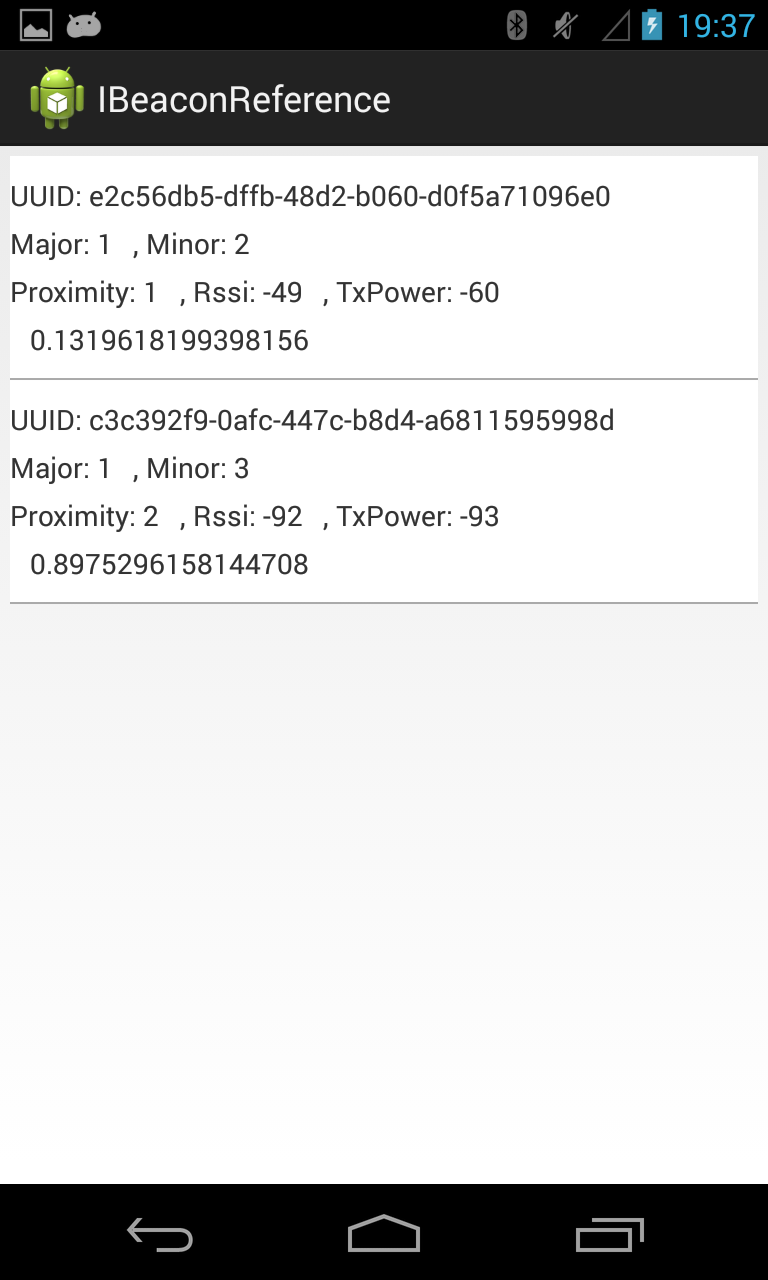 19:37
IBeaconReference
UUID: e2c56db5-dffb-48d2-b060-d0f5a71096e0
Major: 1 , Minor: 2
Proximity: 1 , Rssi: -49 , TxPower: -60
0.1319618199398156
UUID: c3c392f9-0afc-447c-b8d4-a6811595998d
Major: 1 , Minor: 3
Proximity: 2 , Rssi: -92 , TxPower: -93
0.8975296158144708